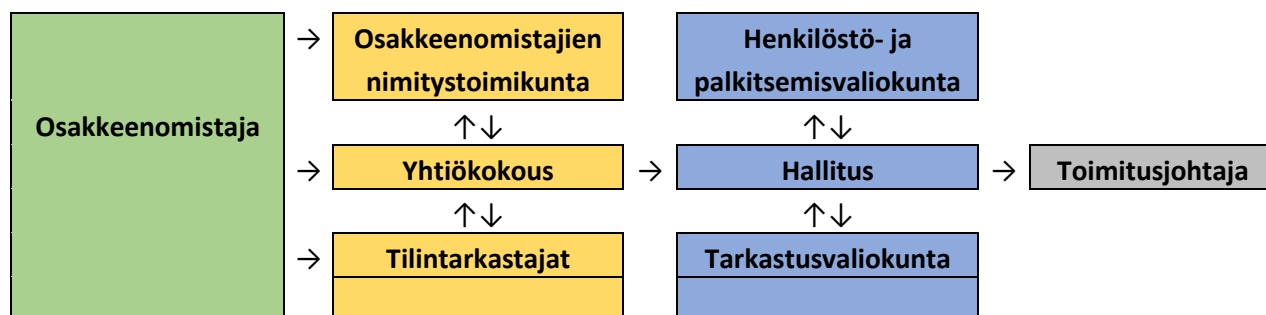 → Osakkeenomistajien Henkilöstö- ja
nimitystoimikunta palkitsemisvaliokunta
Osakkeenomistaja ↑↓ ↑↓
→ Yhtiökokous → Hallitus → Toimitusjohtaja
↑↓ ↑↓
→ Tilintarkastajat Tarkastusvaliokunta